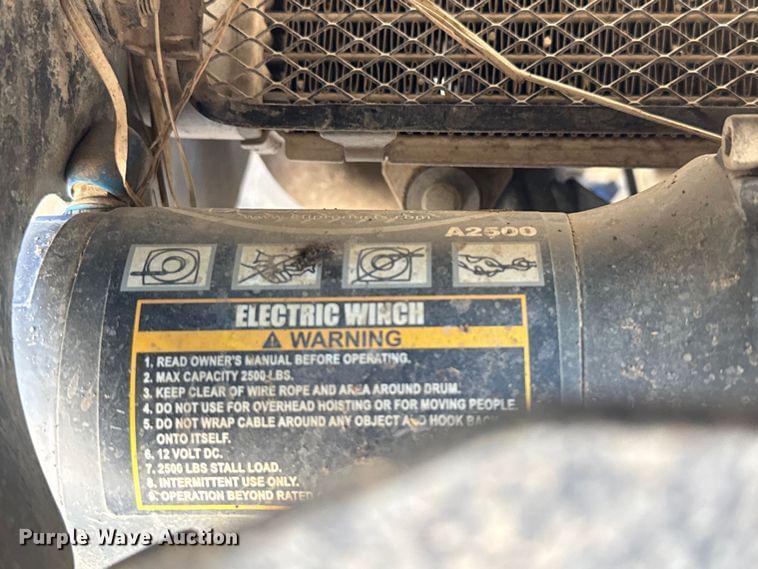 A2500
ELECTRIC WINCH
WARNING
1. READ OWNER'S MANUAL BEFORE OPERATING.
2. MAX CAPACITY 2500-LBS.
3. KEEP CLEAR OF WIRE ROPE AND AREA AROUND DRUM.
4. DO NOT USE FOR OVERHEAD HOISTING OR FOR MOVING PEOPLE.
5. DO NOT WRAP CABLE AROUND ANY OBJECT AND HOOK BACK
ONTO ITSELF.
6. 12 VOLT DC.
7. 2500 LBS STALL LOAD.
8. INTERMITTENT USE ONLY.
9. OPERATION BEYOND RATED
Purple Wave Auction